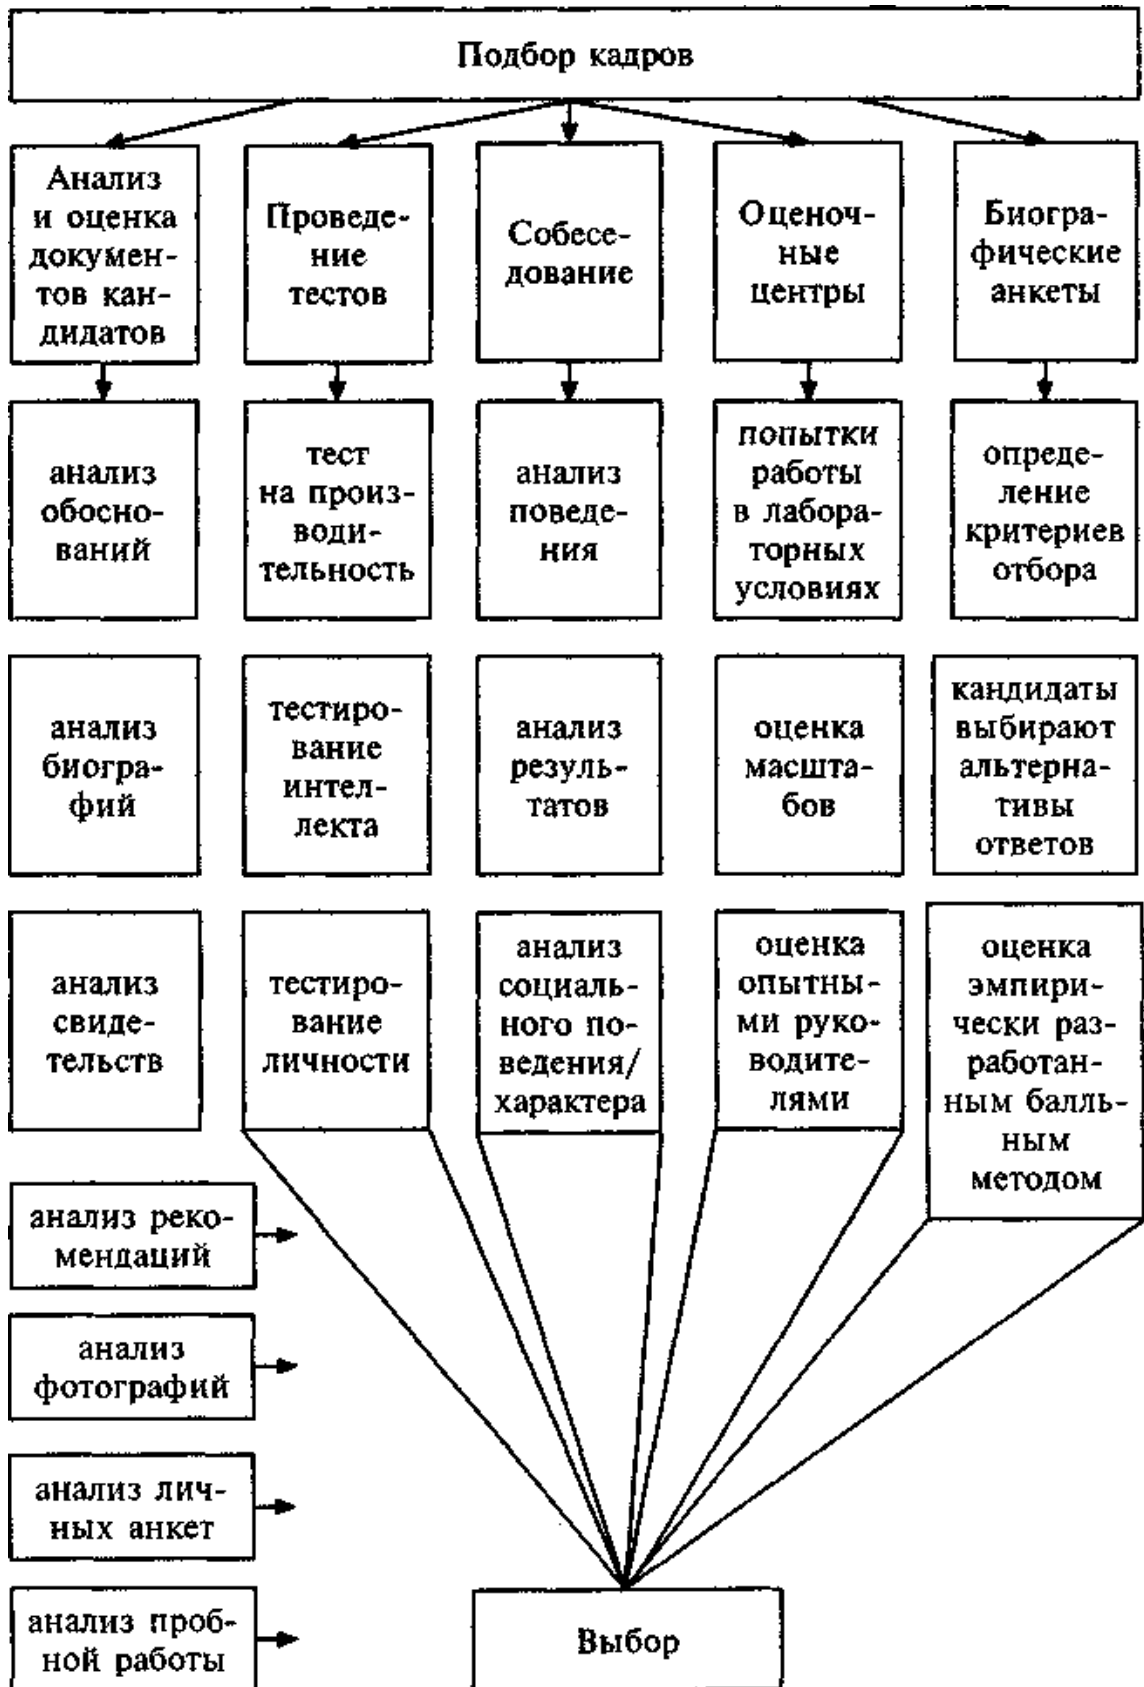 Подбор кадров
Анализ
и оценка
докумен-
тов кан-
дидатов
Проведе-
ние
тестов
Собесе-
дование
Оценоч-
ные
центры
Биогра-
фические
анкеты
анализ
обосно-
ваний
тест
на произ-
води-
тельность
анализ
поведе-
ния
попытки
работы
в лабора-
торных
условиях
опреде-
ление
критериев
отбора
анализ
биогра-
фий
тестиро-
вание
интел-
лекта
анализ
резуль-
татов
оценка
масшта-
бов
кандидаты
выбирают
альтерна-
тивы
ответов
анализ
свиде-
тельств
тестиро-
вание
личности
анализ
социаль-
ного по-
ведения/
характера
оценка
опытны-
ми руко-
водите-
лями
оценка
эмпири-
чески раз-
работан-
ным балль-
ным
методом
анализ реко-
мендаций
анализ
фотографий
анализ лич-
ных анкет
анализ проб-
ной работы
Выбор